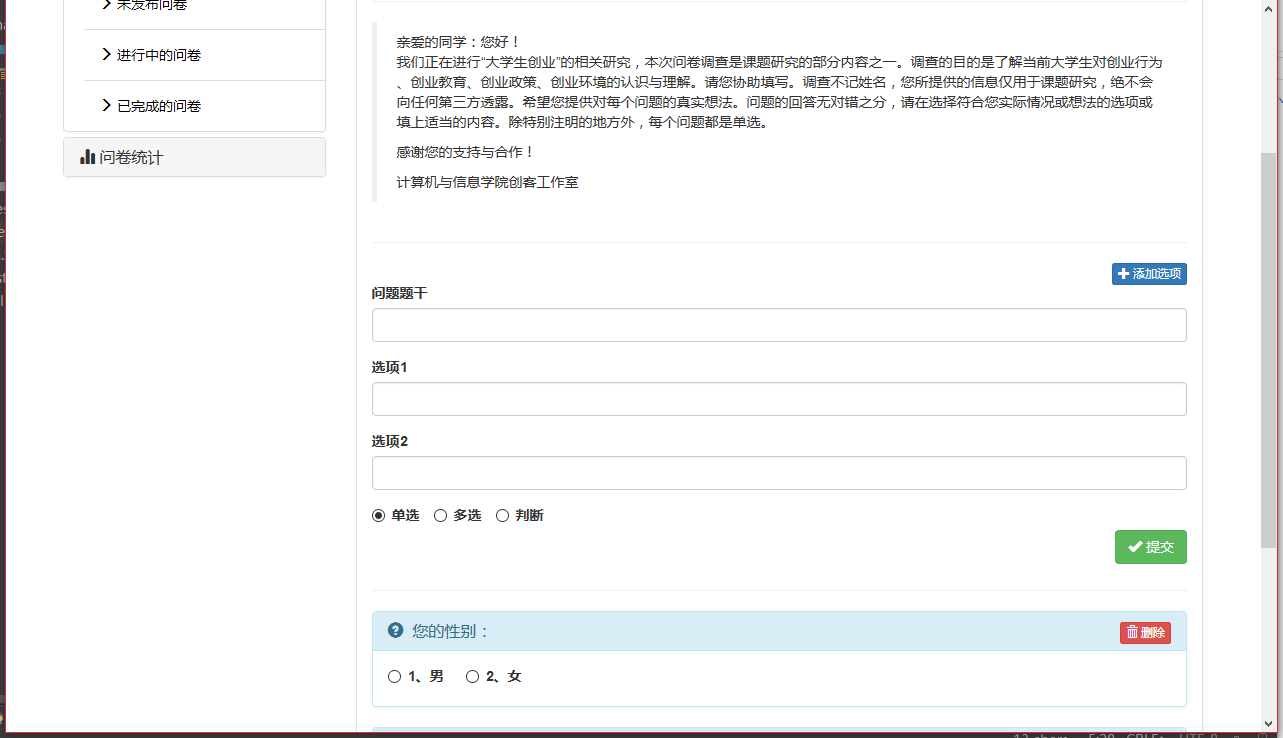 未发布问卷
进行中的问卷
已完成的问卷
问卷统计
亲爱的同学：您好！
我们正在进行“大学生创业”的相关研究，本次问卷调查是课题研究的部分内容之一。调查的目的是了解当前大学生对创业行为
、创业教育、创业政策、创业环境的认识与理解。请您协助填写。调查不记姓名，您所提供的信息仅用于课题研究，绝不会
向任何第三方透露。希望您提供对每个问题的真实想法。问题的回答无对错之分，请在选择符合您实际情况或想法的选项或
填上适当的内容。除特别注明的地方外，每个问题都是单选。
感谢您的支持与合作！
计算机与信息学院创客工作室
添加选项
问题题干
选项1
选项2
单选 多选 判断
提交
您的性别：
删除
1、男 2、女